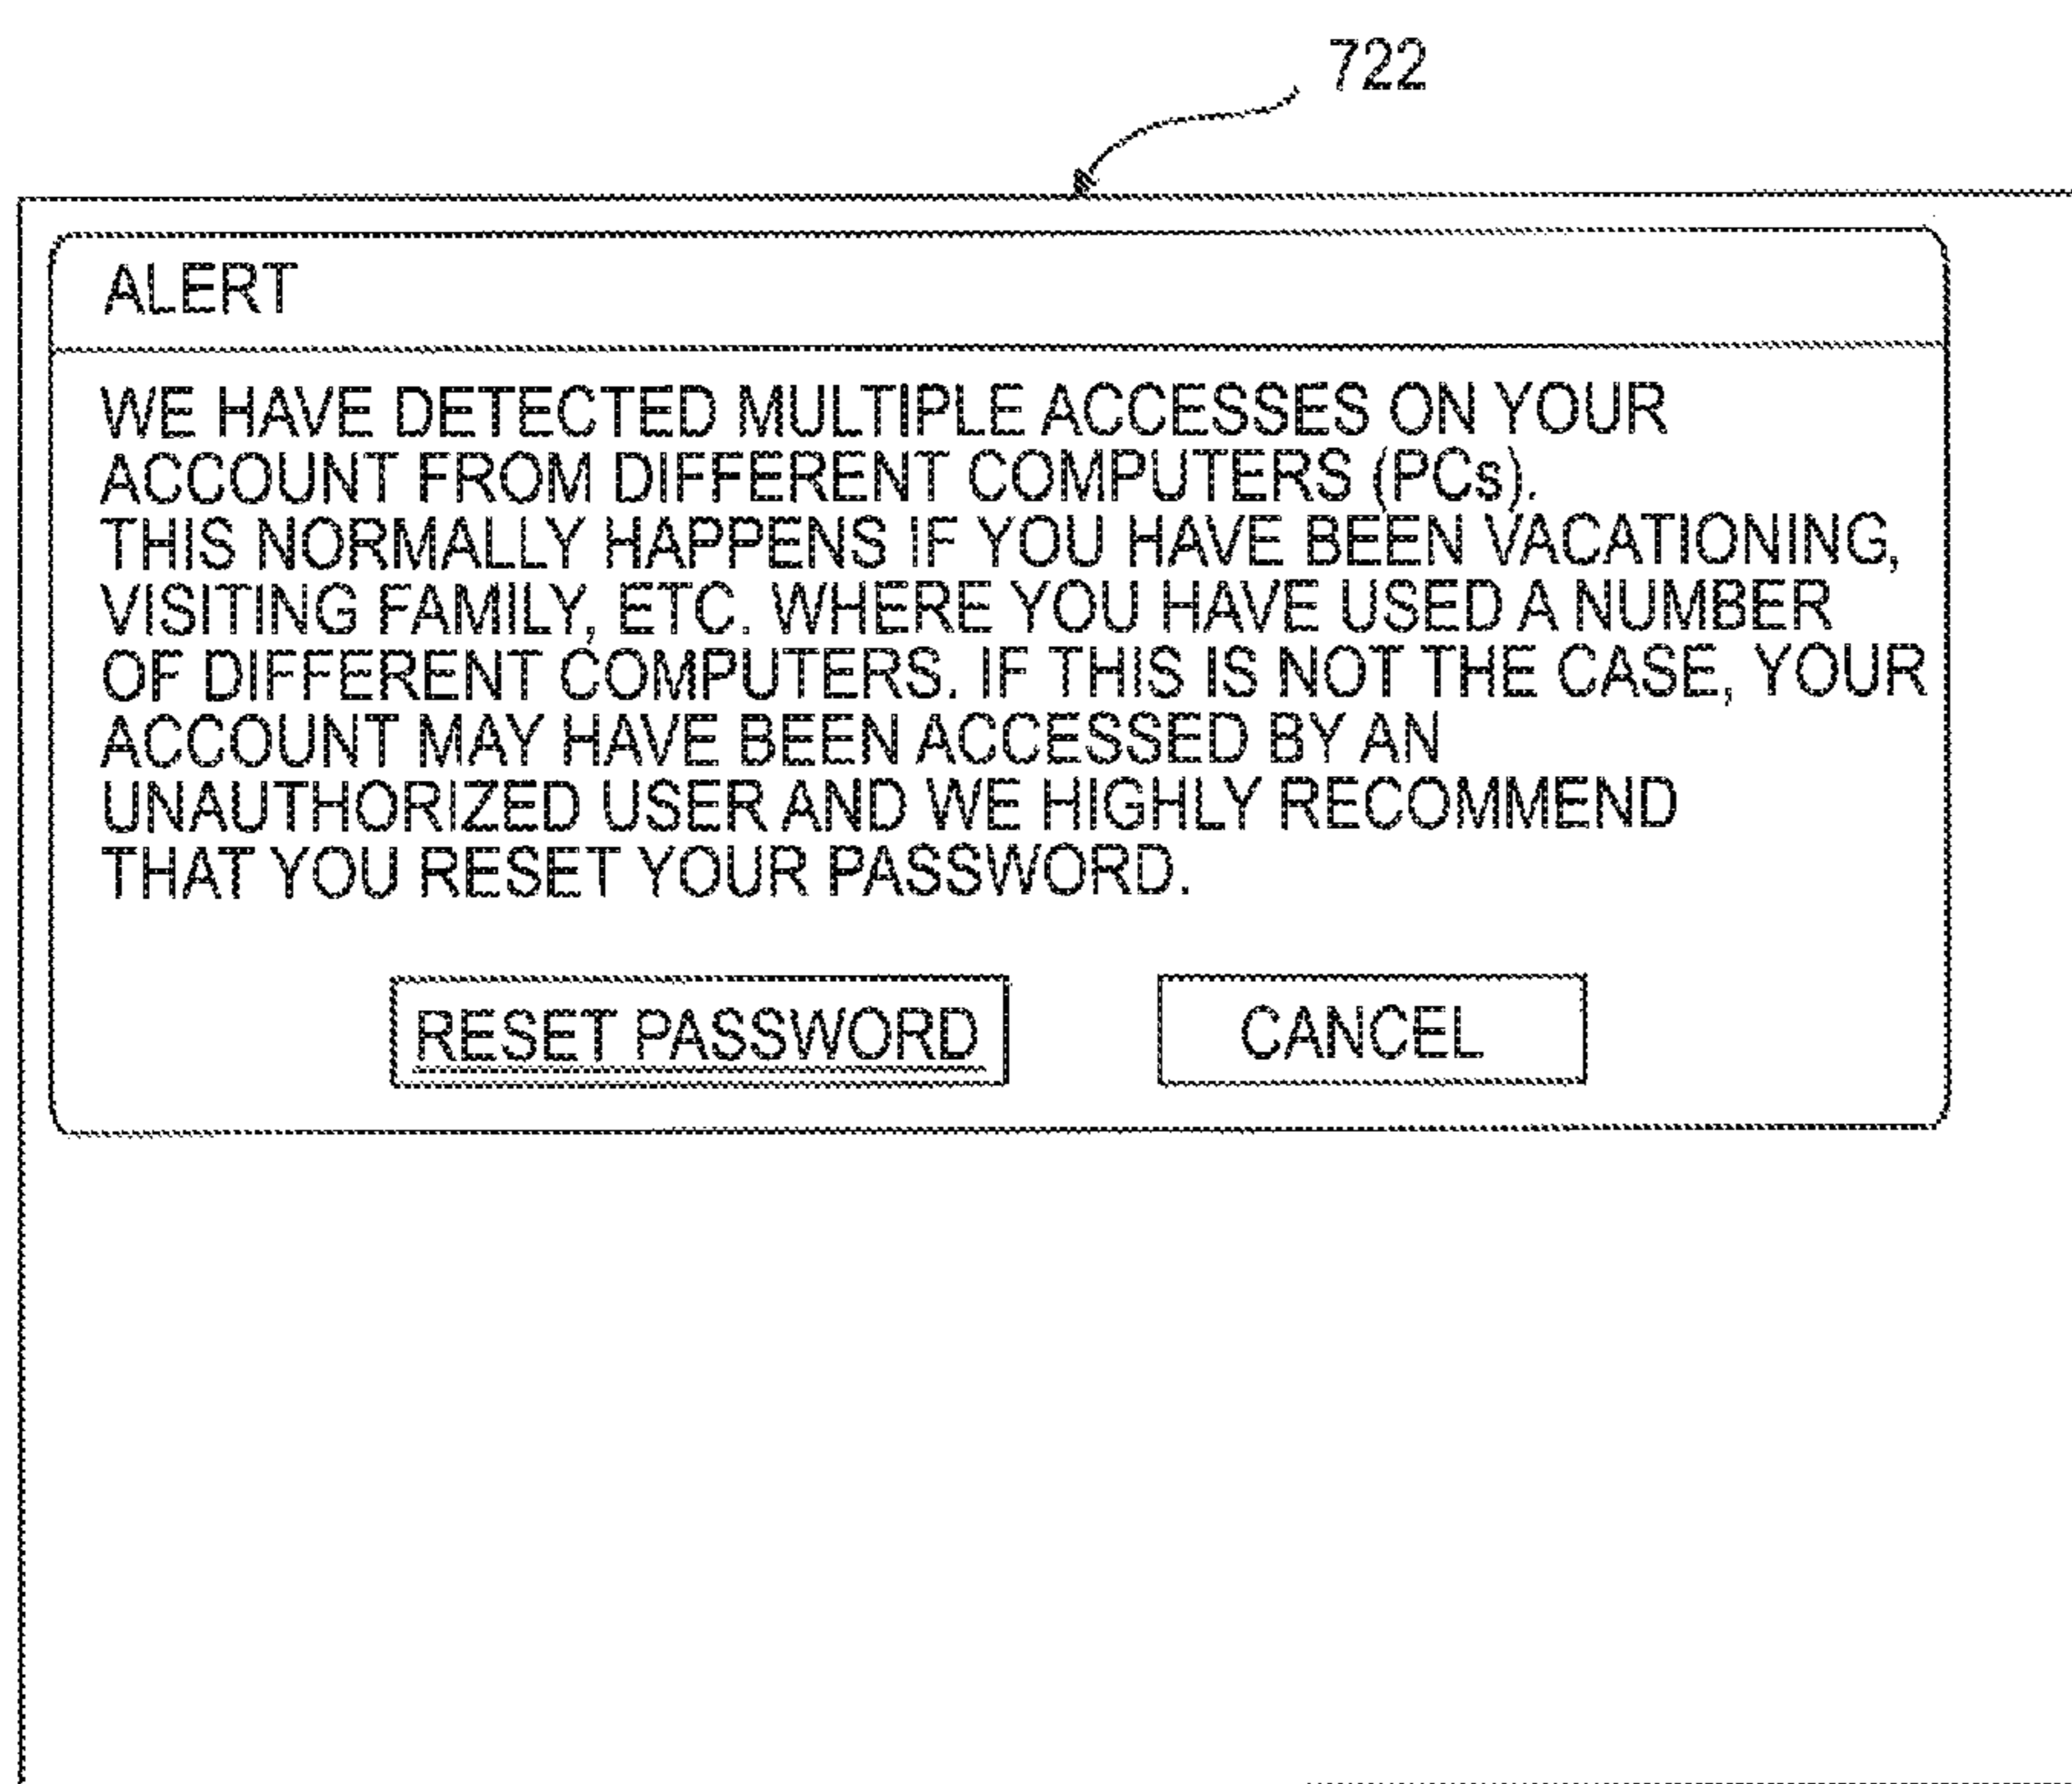 722
ALERT
WE HAVE DETECTED MULTIPLE ACCESSES ON YOUR
ACCOUNT FROM DIFFERENT COMPUTERS (PCs).
THIS NORMALLY HAPPENS IF YOU HAVE BEEN VACATIONING,
VISITING FAMILY, ETC. WHERE YOU HAVE USED A NUMBER
OF DIFFERENT COMPUTERS. IF THIS IS NOT THE CASE, YOUR
ACCOUNT MAY HAVE BEEN ACCESSED BY AN
UNAUTHORIZED USER AND WE HIGHLY RECOMMEND
THAT YOU RESET YOUR PASSWORD.
RESET PASSWORD
CANCEL